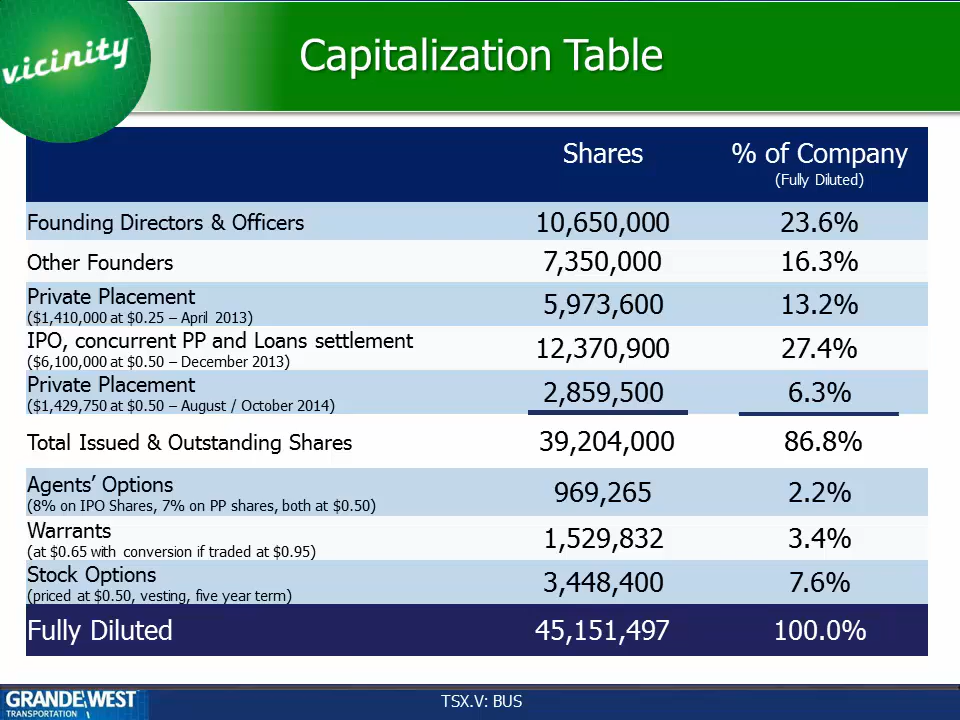 vicinity
Capitalization Table
Shares % of Company
(Fully Diluted)
Founding Directors & Officers 10,650,000 23.6%
Other Founders 7,350,000 16.3%
Private Placement 5,973,600 13.2%
($1,410,000 at $0.25 – April 2013)
IPO, concurrent PP and Loans settlement 12,370,900 27.4%
($6,100,000 at $0.50 – December 2013)
Private Placement 2,859,500 6.3%
($1,429,750 at $0.50 – August / October 2014)
Total Issued & Outstanding Shares 39,204,000 86.8%
Agents’ Options 969,265 2.2%
(8% on IPO Shares, 7% on PP shares, both at $0.50)
Warrants 1,529,832 3.4%
(at $0.65 with conversion if traded at $0.95)
Stock Options 3,448,400 7.6%
(priced at $0.50, vesting, five year term)
Fully Diluted 45,151,497 100.0%
GRANDE WEST
TRANSPORTATION
TSX.V: BUS